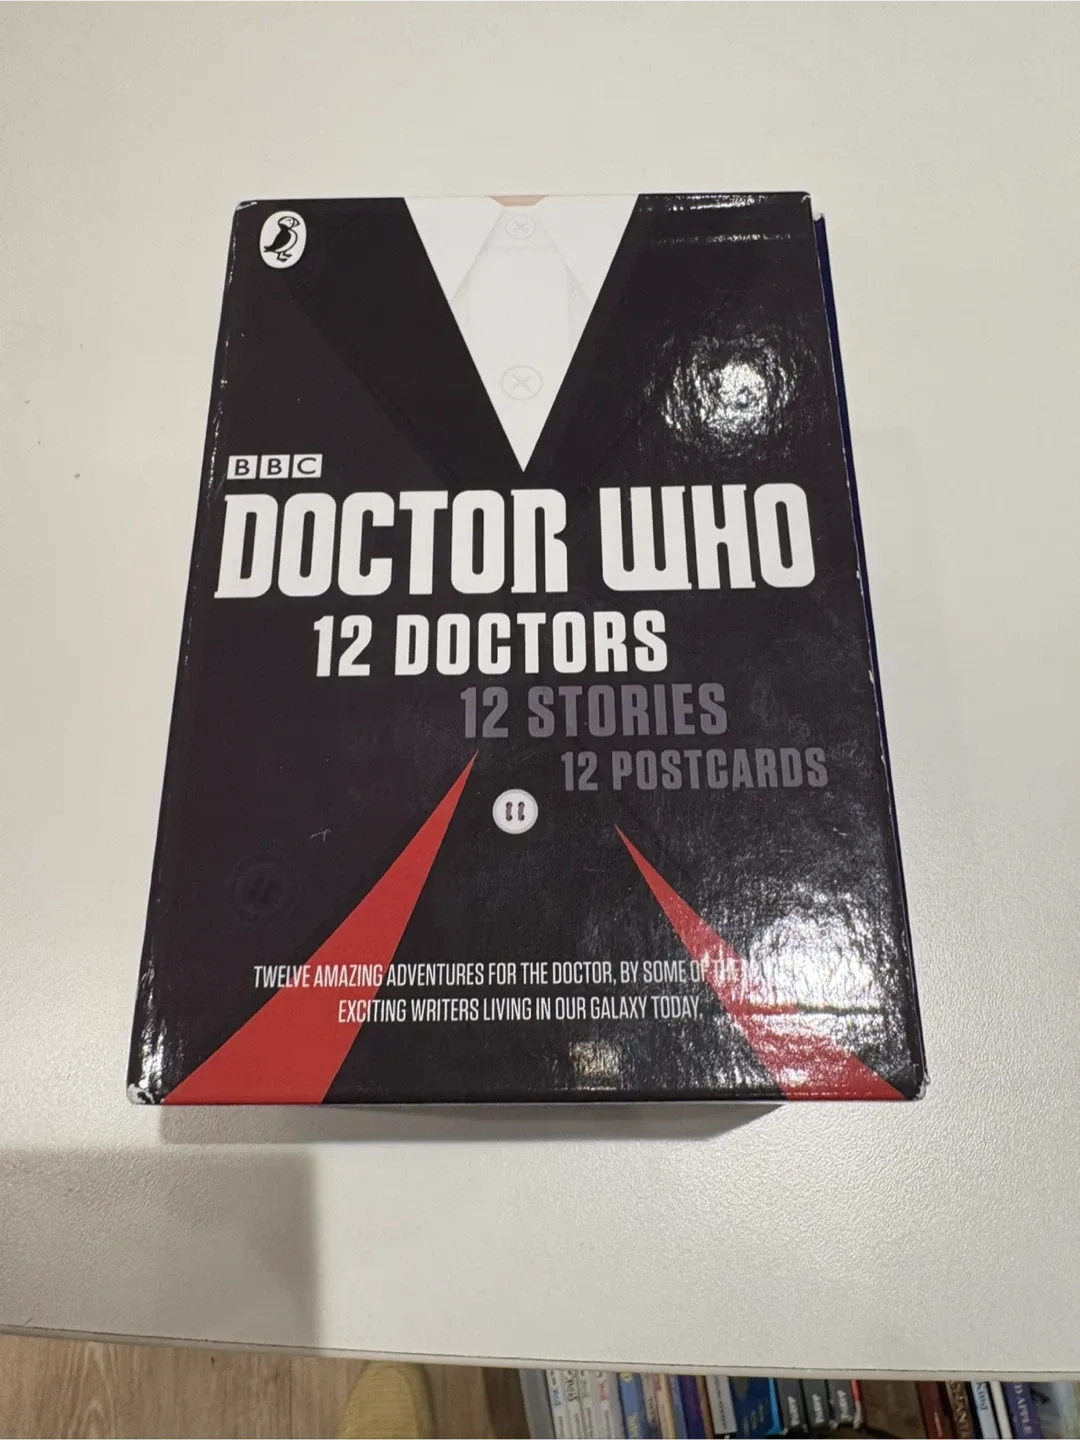 BBC
DOCTOR WHO
12 DOCTORS
12 STORIES
12 POSTCARDS
TWELVE AMAZING ADVENTURES FOR THE DOCTOR, BY SOME OF THE
EXCITING WRITERS LIVING IN OUR GALAXY TODAY